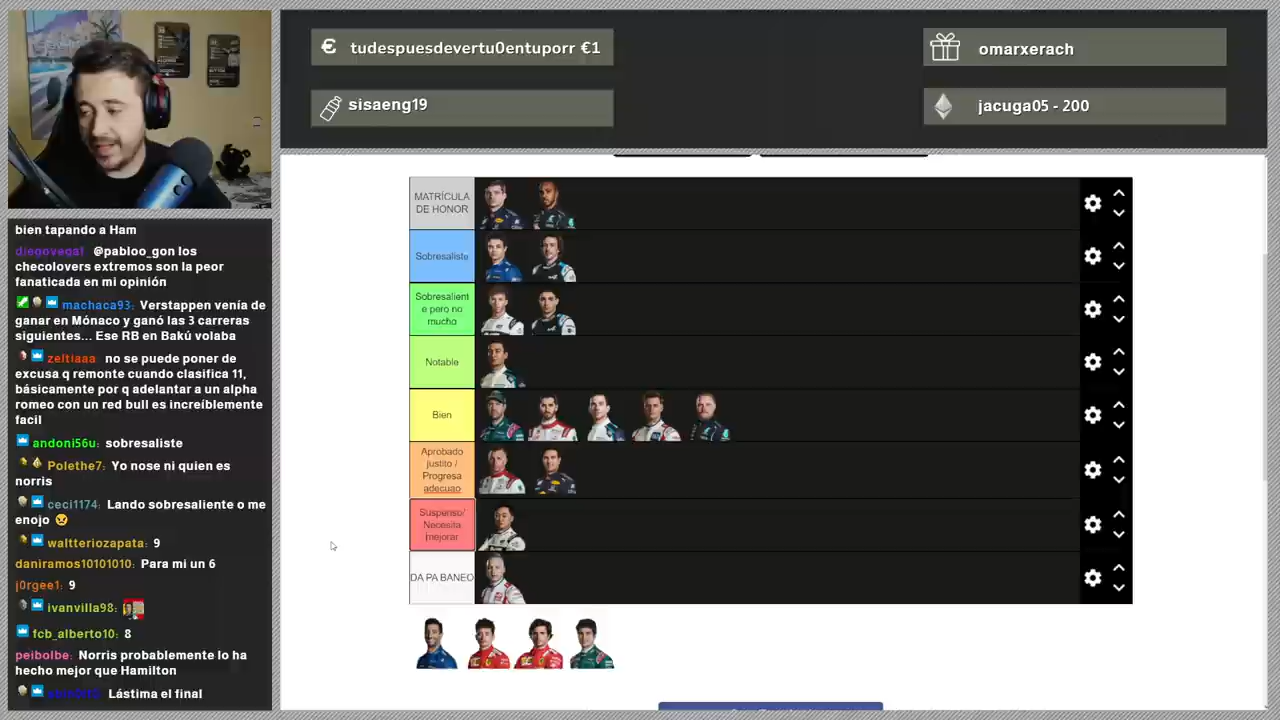 tudespuesdevertu0entuporr €1
sisaeng19
omarxerach
jacuga05 - 200
bien tapando a Ham
diegovegal @pabloo_gon los
checolovers extremos son la peor
fanaticada en mi opinión
machaca93: Verstappen venía de
ganar en Mónaco y ganó las 3 carreras
siguientes... Ese RB en Bakú volaba
zeltiaaa: no se puede poner de
excusa q remonte cuando clasifica 11,
básicamente por q adelantar a un alpha
romeo con un red bull es increíblemente
facil
andoni56u: sobresaliste
Polethe7: Yo nose ni quien es
norris
ceci1174: Lando sobresaliente o me
enojo
waltteriozapata: 9
daniramos10101010: Para mi un 6
j0rgee1: 9
ivanvilla98:
fcb_alberto10: 8
peibolbe: Norris probablemente lo ha
hecho mejor que Hamilton
Lástima el final
MATRÍCULA
DE HONOR
Sobresaliste
Sobresalient
e pero no
mucho
Notable
Bien
Aprobado
justito /
Progresa
adecuao
Suspenso/
Necesita
mejorar
DA PA BANEO